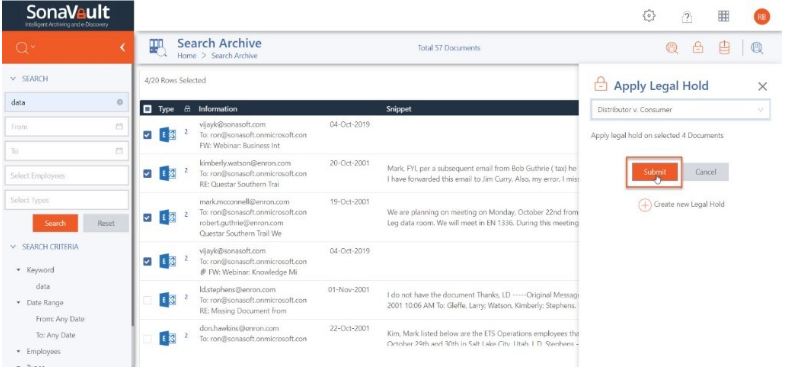 SonaVault
Intelligent Archiving and e-Discovery
RB
Search Archive
Home > Search Archive
Total 57 Documents
SEARCH
data
From
To
Select Employees
Select Types
Search Reset
SEARCH CRITERIA
Keyword
data
Date Range
From: Any Date
To: Any Date
Employees
4/20 Rows Selected
Type Information Snippet
vijayk@sonasoft.com 04-Oct-2019
2 To: ron@sonasoft.onmicrosoft.con
FW: Webinar: Business Int
kimberly.watson@enron.com 20-Oct-2001
2 To: ron@sonasoft.onmicrosoft.con Mark, FYI, per a subsequent email from Bob Guthrie ( tax) he
RE: Questar Southern Trai I have forwarded this email to Jim Curry. Also, my error. I mis
mark.mcconnell@enron.com 19-Oct-2001
2 To: ron@sonasoft.onmicrosoft.con We are planning on meeting on Monday, October 22nd from
robert.guthrie@enron.com Leg data room. We will meet in EN 1336. During this meeting
Questar Southern Trail We
vijayk@sonasoft.com 04-Oct-2019
2 To: ron@sonasoft.onmicrosoft.con
FW: Webinar: Knowledge Mi
ld.stephens@enron.com 01-Nov-2001
2 To: ron@sonasoft.onmicrosoft.con I do not have the document Thanks, LD -----Original Messag
RE: Missing Document from 2001 10:06 AM To: Gleffe, Larry; Watson, Kimberly; Stephens,
don.hawkins@enron.com 22-Oct-2001
2 To: ron@sonasoft.onmicrosoft.con Kim, Mark listed below are the ETS Operations employees tha
October 29th and 30th in Salt Lake City, Utah. L.D. Stephens -
Apply Legal Hold
Distributor v. Consumer
Apply legal hold on selected 4 Documents
Submit Cancel
Create new Legal Hold